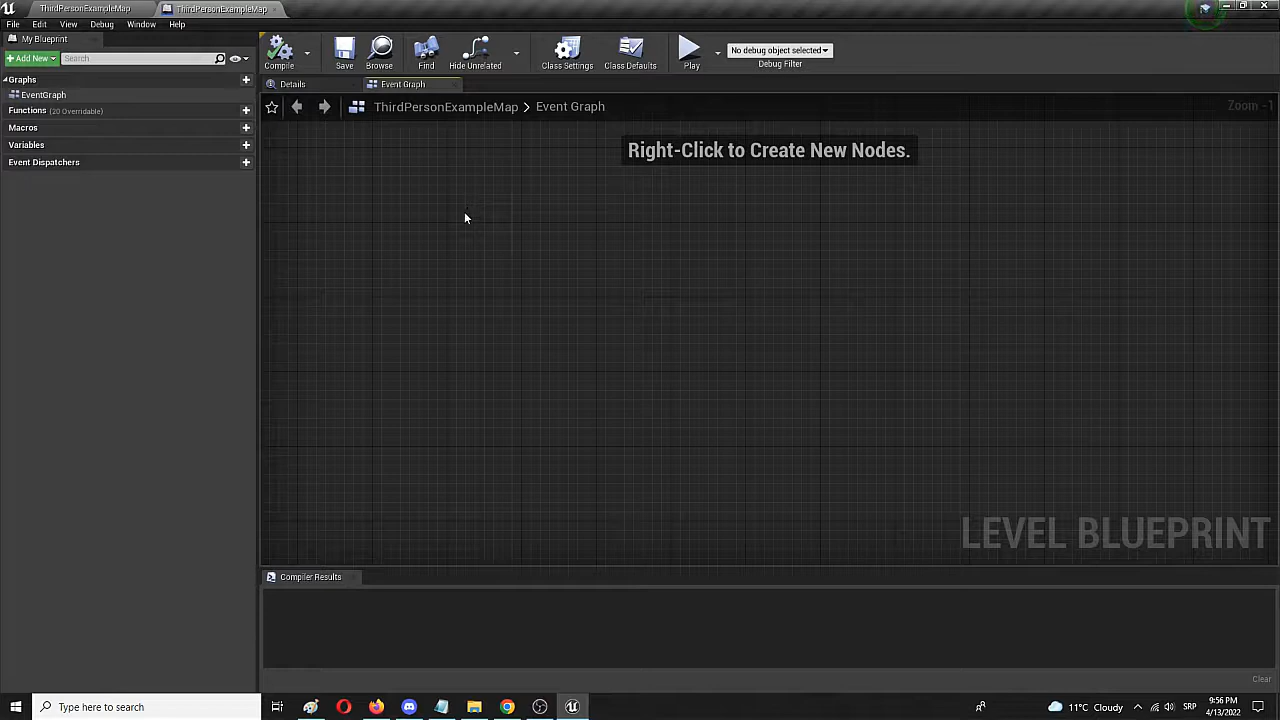 ThirdPersonExampleMap
ThirdPersonExampleMap
File Edit View Debug Window Help
My Blueprint
Add New
Search
Compile
Save
Browse
Find
Hide Unrelated
Class Settings
Class Defaults
Play
No debug object selected
Debug Filter
Graphs
EventGraph
Functions (20 Overridable)
Macros
Variables
Event Dispatchers
Details
Event Graph
ThirdPersonExampleMap > Event Graph
Zoom -1
Right-Click to Create New Nodes.
LEVEL BLUEPRINT
Compiler Results
Clear
Type here to search
11°C Cloudy
SRP
9:56 PM
4/13/2022